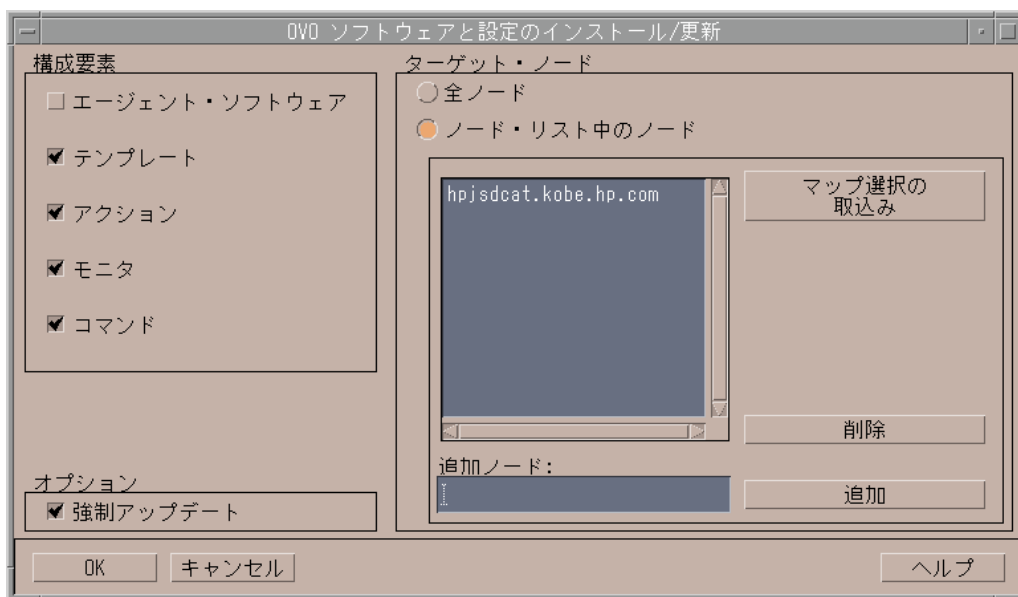 OVO ソフトウェアと設定のインストール/更新
構成要素
エージェント・ソフトウェア
テンプレート
アクション
モニタ
コマンド
オプション
強制アップデート
ターゲット・ノード
全ノード
ノード・リスト中のノード
hpjsdcat.kobe.hp.com
マップ選択の
取込み
削除
追加ノード:
追加
OK
キャンセル
ヘルプ